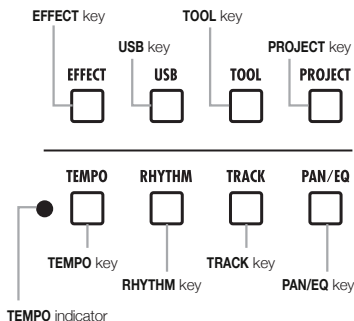 EFFECT key
TOOL key
USB key
PROJECT key
EFFECT
USB
TOOL
PROJECT
TEMPO
RHYTHM
TRACK
PAN/EQ
TEMPO key
TRACK key
RHYTHM key
PAN/EQ key
TEMPO indicator